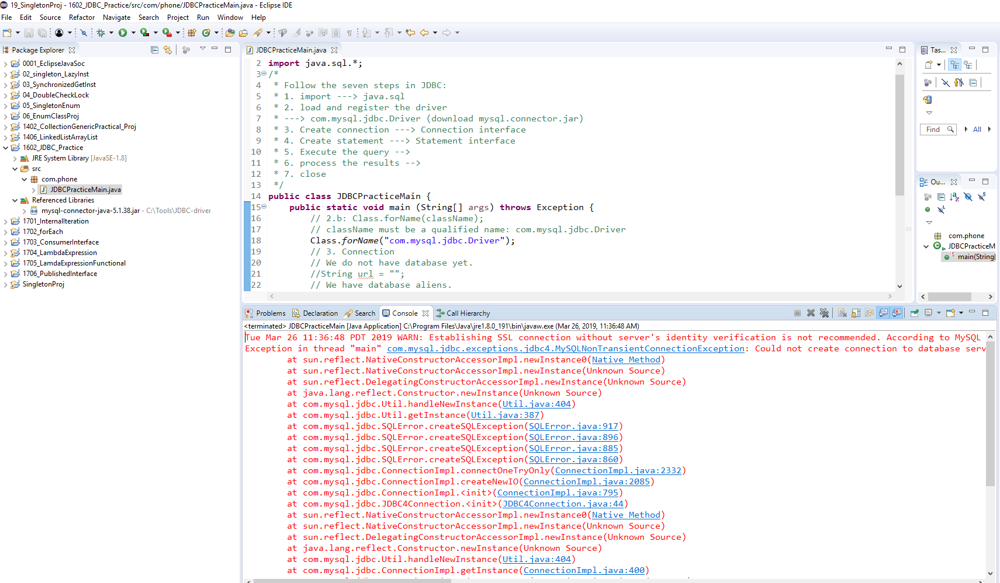 19_SingletonProj - 1602_JDBC_Practice/src/com/phone/JDBCPracticeMain.java - Eclipse IDE
File Edit Source Refactor Navigate Search Project Run Window Help
Package Explorer
0001_EclipseJavaSoc
02_singleton_LazyInst
03_SynchronizedGetInst
04_DoubleCheckLock
05_SingletonEnum
06_EnumClassProj
1402_CollectionGenericPractical_Proj
1406_LinkedListArrayList
1602_JDBC_Practice
JRE System Library [JavaSE-1.8]
src
com.phone
JDBCPracticeMain.java
Referenced Libraries
mysql-connector-java-5.1.38.jar - C:\Tools\JDBC-driver
1701_InternalIteration
1702_forEach
1703_ConsumerInterface
1704_LambdaExpression
1705_LamdaExpressionFunctional
1706_PublishedInterface
SingletonProj
JDBCPracticeMain.java
2 import java.sql.*;
3 /*
4 * Follow the seven steps in JDBC:
5 * 1. import ---> java.sql
6 * 2. load and register the driver
7 * ---> com.mysql.jdbc.Driver (download mysql.connector.jar)
8 * 3. Create connection ---> Connection interface
9 * 4. Create statement ---> Statement interface
10 * 5. Execute the query -->
11 * 6. process the results -->
12 * 7. close
13 */
14 public class JDBCPracticeMain {
15 public static void main (String[] args) throws Exception {
16 // 2.b: Class.forName(className);
17 // className must be a qualified name: com.mysql.jdbc.Driver
18 Class.forName("com.mysql.jdbc.Driver");
19 // 3. Connection
20 // We do not have database yet.
21 //String url = "";
22 // We have database aliens.
Tas...
Find All
Ou...
com.phone
JDBCPracticeM
main(String[
Problems Declaration Search Console Call Hierarchy
<terminated> JDBCPracticeMain [Java Application] C:\Program Files\Java\jre1.8.0_191\bin\javaw.exe (Mar 26, 2019, 11:36:48 AM)
Tue Mar 26 11:36:48 PDT 2019 WARN: Establishing SSL connection without server's identity verification is not recommended. According to MySQL
Exception in thread "main" com.mysql.jdbc.exceptions.jdbc4.MySQLNonTransientConnectionException: Could not create connection to database serv
at sun.reflect.NativeConstructorAccessorImpl.newInstance0(Native Method)
at sun.reflect.NativeConstructorAccessorImpl.newInstance(Unknown Source)
at sun.reflect.DelegatingConstructorAccessorImpl.newInstance(Unknown Source)
at java.lang.reflect.Constructor.newInstance(Unknown Source)
at com.mysql.jdbc.Util.handleNewInstance(Util.java:404)
at com.mysql.jdbc.Util.getInstance(Util.java:387)
at com.mysql.jdbc.SQLError.createSQLException(SQLError.java:917)
at com.mysql.jdbc.SQLError.createSQLException(SQLError.java:896)
at com.mysql.jdbc.SQLError.createSQLException(SQLError.java:885)
at com.mysql.jdbc.SQLError.createSQLException(SQLError.java:860)
at com.mysql.jdbc.ConnectionImpl.connectOneTryOnly(ConnectionImpl.java:2332)
at com.mysql.jdbc.ConnectionImpl.createNewIO(ConnectionImpl.java:2085)
at com.mysql.jdbc.ConnectionImpl.<init>(ConnectionImpl.java:795)
at com.mysql.jdbc.JDBC4Connection.<init>(JDBC4Connection.java:44)
at sun.reflect.NativeConstructorAccessorImpl.newInstance0(Native Method)
at sun.reflect.NativeConstructorAccessorImpl.newInstance(Unknown Source)
at sun.reflect.DelegatingConstructorAccessorImpl.newInstance(Unknown Source)
at java.lang.reflect.Constructor.newInstance(Unknown Source)
at com.mysql.jdbc.Util.handleNewInstance(Util.java:404)
at com.mysql.jdbc.ConnectionImpl.getInstance(ConnectionImpl.java:400)